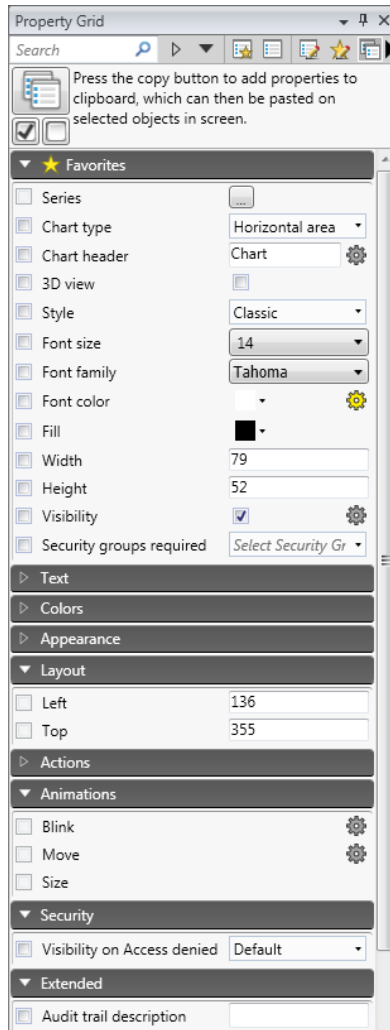 Property Grid
Search
Press the copy button to add properties to
clipboard, which can then be pasted on
selected objects in screen.
Favorites
Series ...
Chart type Horizontal area
Chart header Chart
3D view
Style Classic
Font size 14
Font family Tahoma
Font color
Fill
Width 79
Height 52
Visibility
Security groups required Select Security Gr
Text
Colors
Appearance
Layout
Left 136
Top 355
Actions
Animations
Blink
Move
Size
Security
Visibility on Access denied Default
Extended
Audit trail description